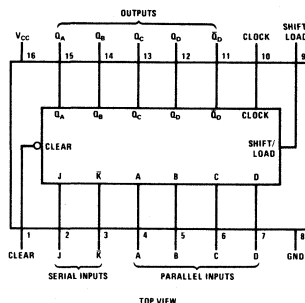 OUTPUTS
VCC QA QB QC QD Q̅D CLOCK SHIFT/ LOAD
16 15 14 13 12 11 10 9
QA QB QC QD Q̅D CLOCK
CLEAR SHIFT/ LOAD
J K̅ A B C D
1 2 3 4 5 6 7 8
CLEAR J K̅ A B C D GND
SERIAL INPUTS PARALLEL INPUTS
TOP VIEW